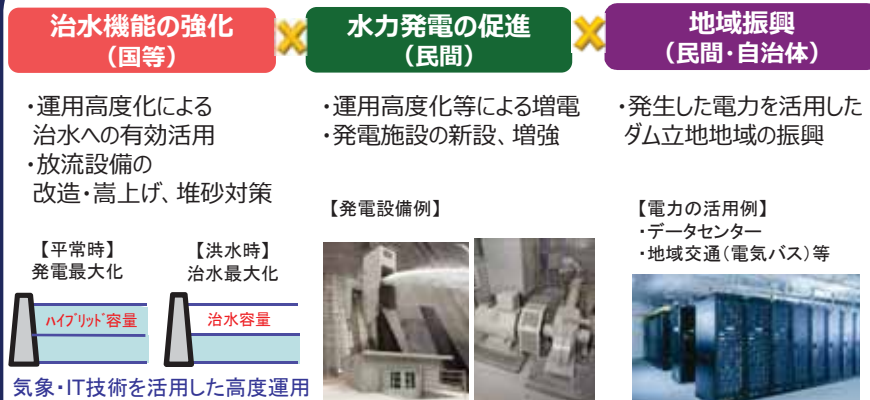 治水機能の強化
（国等）
×
水力発電の促進
（民間）
×
地域振興
（民間・自治体）
・運用高度化による
治水への有効活用
・放流設備の
改造・嵩上げ、堆砂対策
【平常時】
発電最大化
【洪水時】
治水最大化
ﾊｲﾌﾞﾘｯﾄﾞ容量
治水容量
気象・IT技術を活用した高度運用
・運用高度化等による増電
・発電施設の新設、増強
【発電設備例】
・発生した電力を活用した
ダム立地地域の振興
【電力の活用例】
・データセンター
・地域交通（電気バス）等